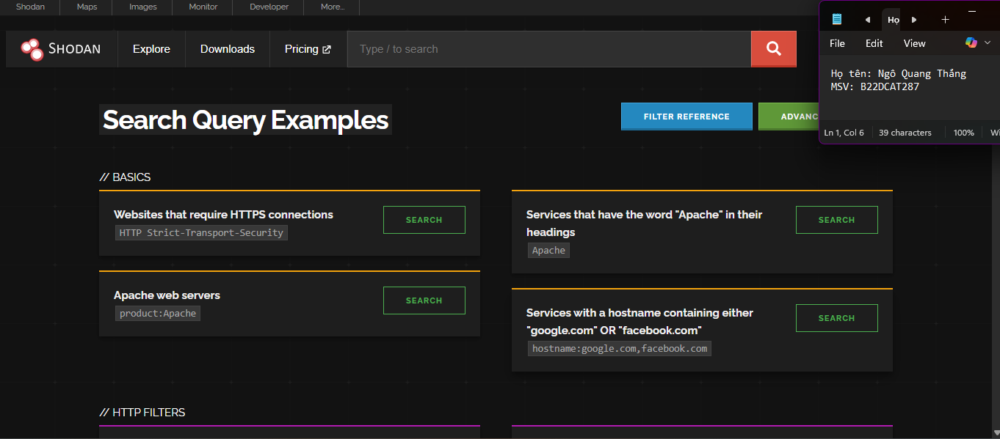 Shodan Maps Images Monitor Developer More...
SHODAN Explore Downloads Pricing Type / to search
Họ
File Edit View
Họ tên: Ngô Quang Thắng
MSV: B22DCAT287
Ln 1, Col 6 39 characters 100% Wi
Search Query Examples
FILTER REFERENCE
ADVANC
// BASICS
Websites that require HTTPS connections
HTTP Strict-Transport-Security
SEARCH
Services that have the word "Apache" in their
headings
Apache
SEARCH
Apache web servers
product:Apache
SEARCH
Services with a hostname containing either
"google.com" OR "facebook.com"
hostname:google.com,facebook.com
SEARCH
// HTTP FILTERS